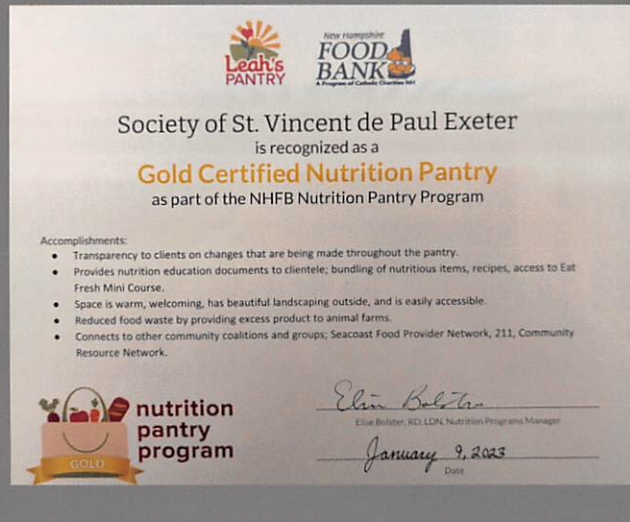 Leah's
PANTRY
New Hampshire
FOOD
BANK
A Program of Catholic Charities NH
Society of St. Vincent de Paul Exeter
is recognized as a
Gold Certified Nutrition Pantry
as part of the NHFB Nutrition Pantry Program
Accomplishments:
• Transparency to clients on changes that are being made throughout the pantry.
• Provides nutrition education documents to clientele; bundling of nutritious items, recipes, access to Eat
Fresh Mini Course.
• Space is warm, welcoming, has beautiful landscaping outside, and is easily accessible.
• Reduced food waste by providing excess product to animal farms.
• Connects to other community coalitions and groups; Seacoast Food Provider Network, 211, Community
Resource Network.
nutrition
pantry
program
GOLD
Elise Bolster
Elise Bolster, RD, LDN, Nutrition Programs Manager
January 9, 2023
Date